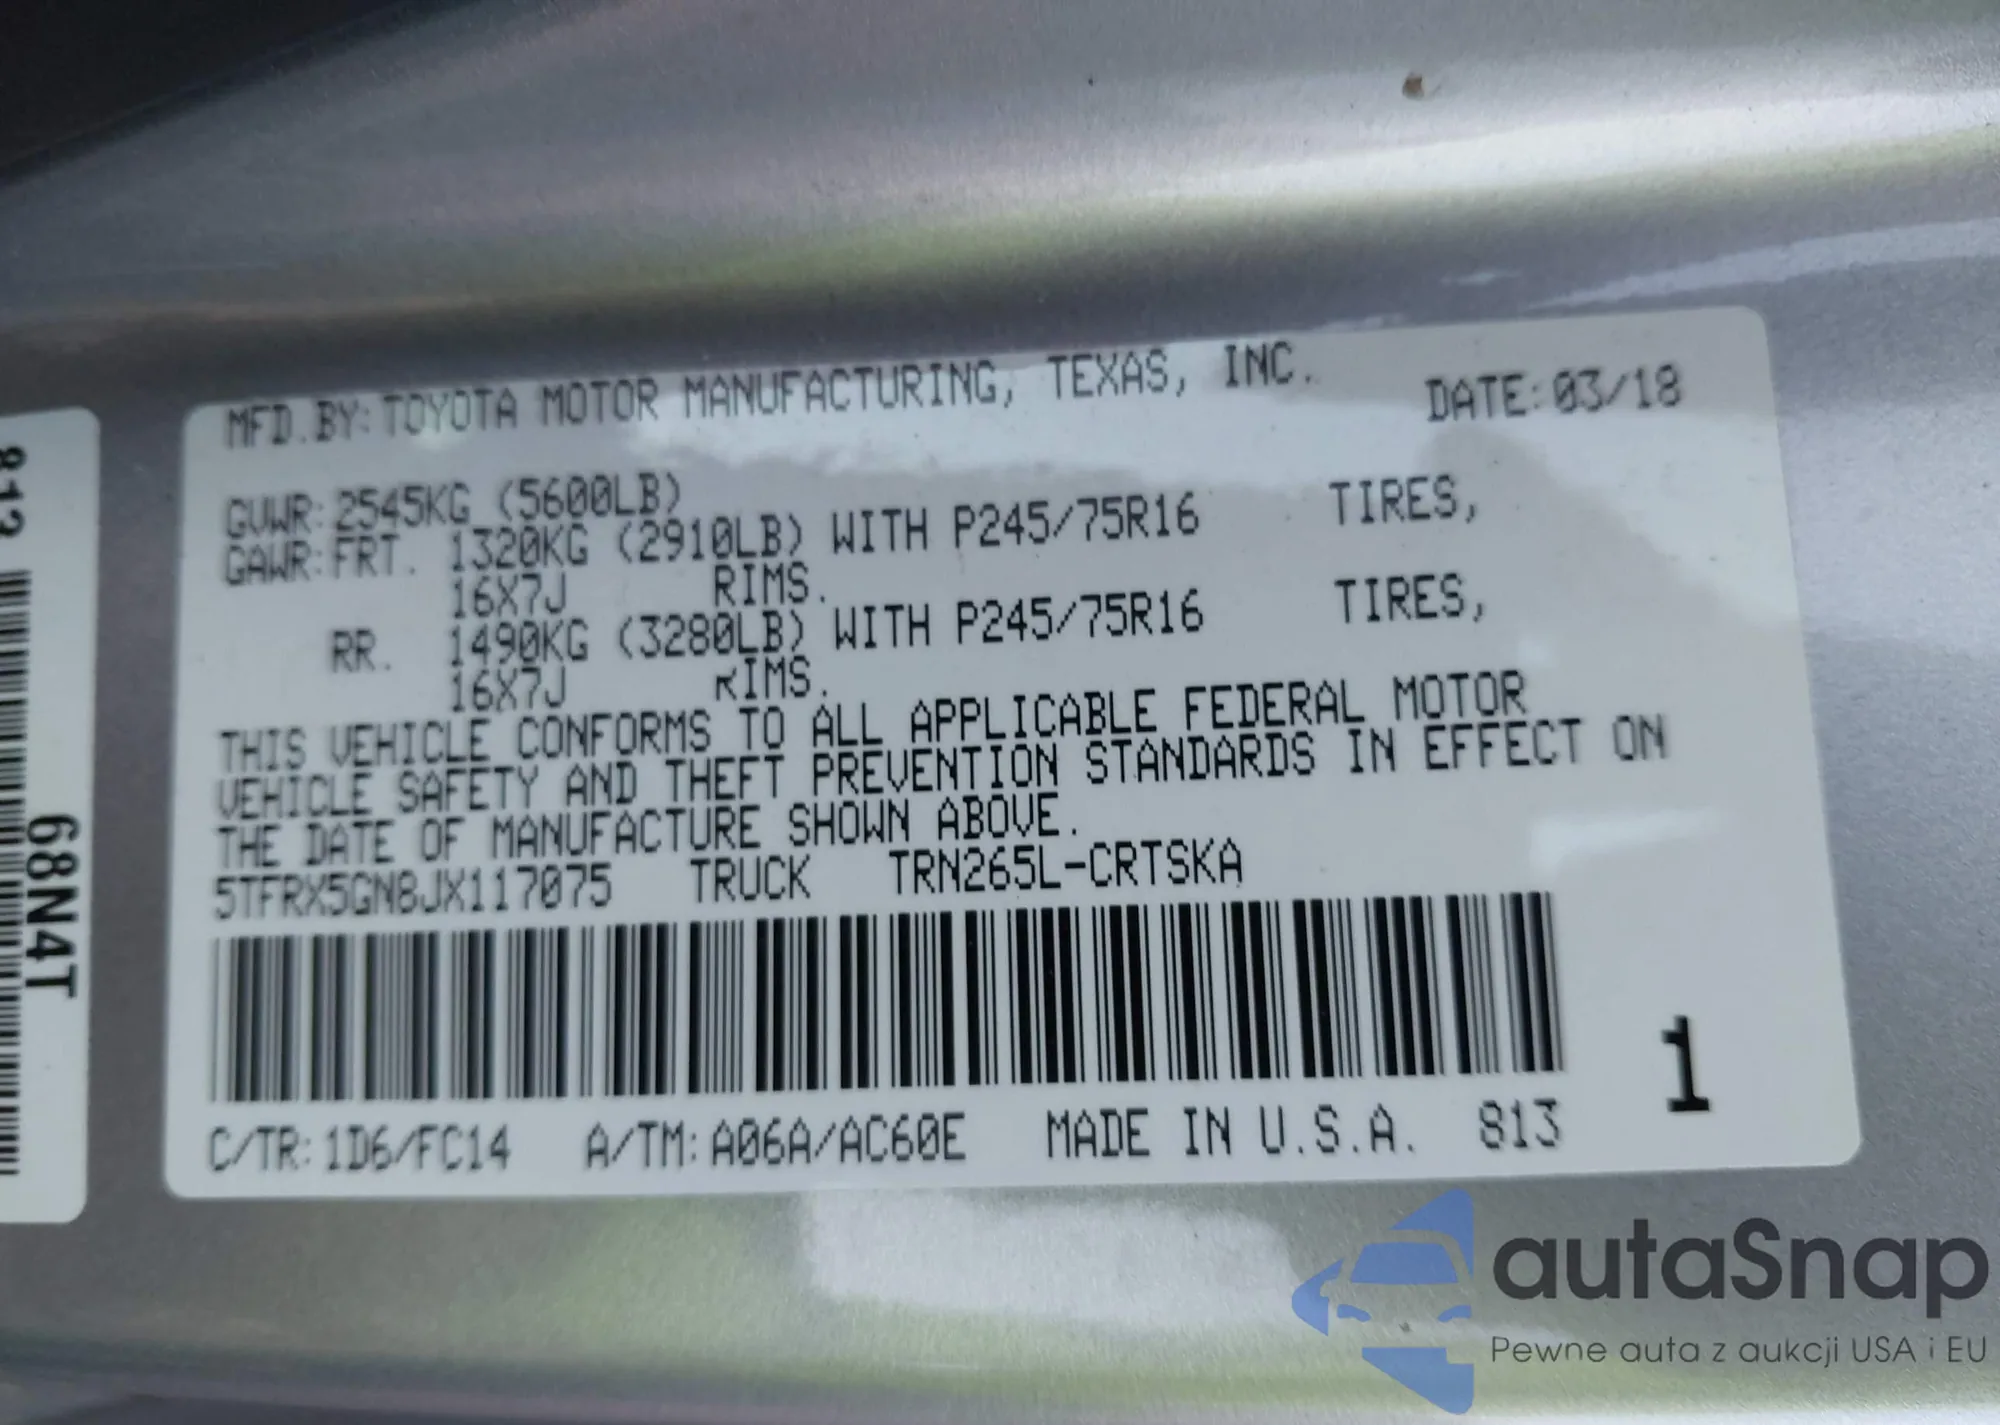 MFD.BY:TOYOTA MOTOR MANUFACTURING, TEXAS, INC. DATE:03/18
GVWR:2545KG (5600LB)
GAWR:FRT. 1320KG (2910LB) WITH P245/75R16 TIRES,
16X7J RIMS.
RR. 1490KG (3280LB) WITH P245/75R16 TIRES,
16X7J RIMS.
THIS VEHICLE CONFORMS TO ALL APPLICABLE FEDERAL MOTOR
VEHICLE SAFETY AND THEFT PREVENTION STANDARDS IN EFFECT ON
THE DATE OF MANUFACTURE SHOWN ABOVE.
5TFRX5GN8JX117075 TRUCK TRN265L-CRTSKA
1
C/TR:1D6/FC14 A/TM:A06A/AC60E MADE IN U.S.A. 813
813
68N4T
autaSnap
Pewne auta z aukcji USA i EU